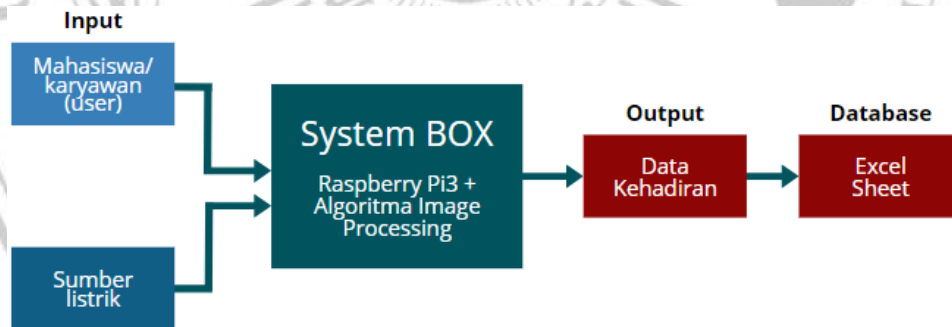 Input
Mahasiswa/
karyawan
(user)
Sumber
listrik
System BOX
Raspberry Pi3 +
Algoritma Image
Processing
Output
Data
Kehadiran
Database
Excel
Sheet